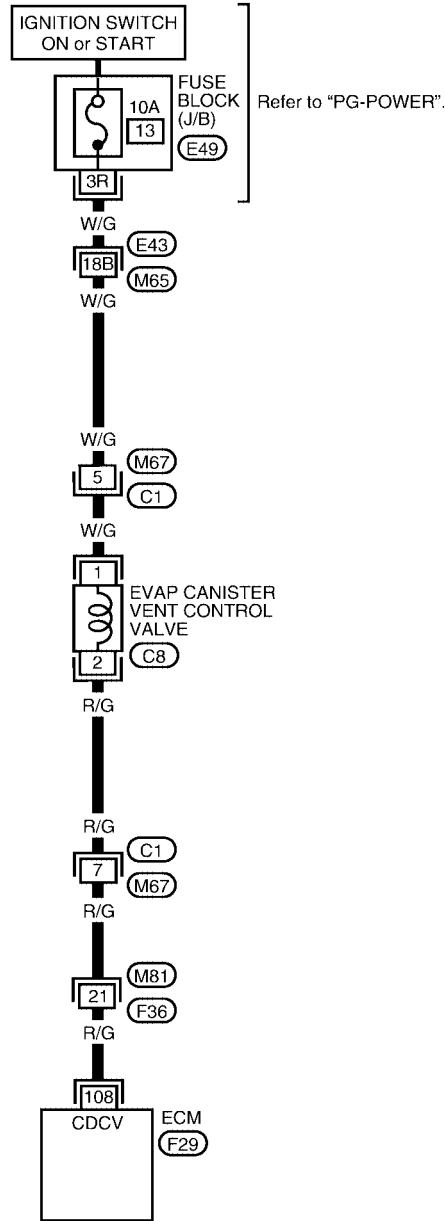 IGNITION SWITCH
ON or START
FUSE
BLOCK
(J/B)
10A
13
E49
Refer to “PG-POWER”.
3R
W/G
18B
E43
M65
W/G
W/G
5
M67
C1
W/G
1
EVAP CANISTER
VENT CONTROL
VALVE
C8
2
R/G
R/G
7
C1
M67
R/G
21
M81
F36
R/G
108
CDCV
ECM
F29